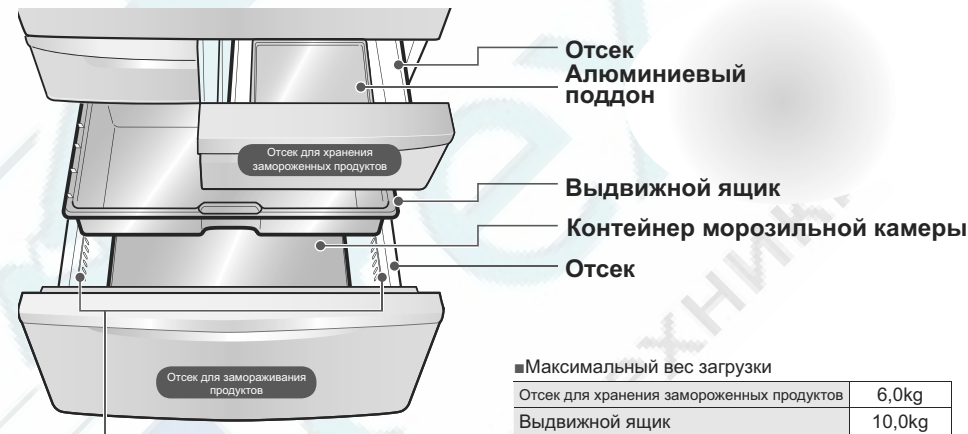 Отсек
Алюминиевый
поддон
Отсек для хранения
замороженных продуктов
Выдвижной ящик
Контейнер морозильной камеры
Отсек
Отсек для замораживания
продуктов
■Максимальный вес загрузки
Отсек для хранения замороженных продуктов 6,0kg
Выдвижной ящик 10,0kg